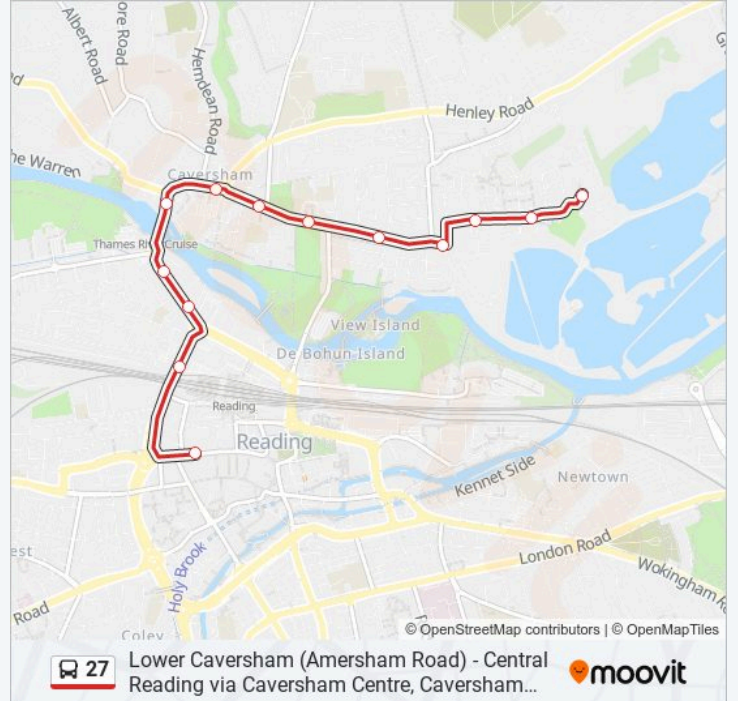 Albert Road
ore Road
Hemdean Road
Henley Road
he Warren
Caversham
Thames Ri Cruise
View Island
De Bohun Island
Reading
Reading
Kennet Side
Newtown
London Road
Wokingham R
Holy Brook
est
Road
Coley
© OpenStreetMap contributors | © OpenMapTiles
27
Lower Caversham (Amersham Road) - Central
Reading via Caversham Centre, Caversham...
moovit